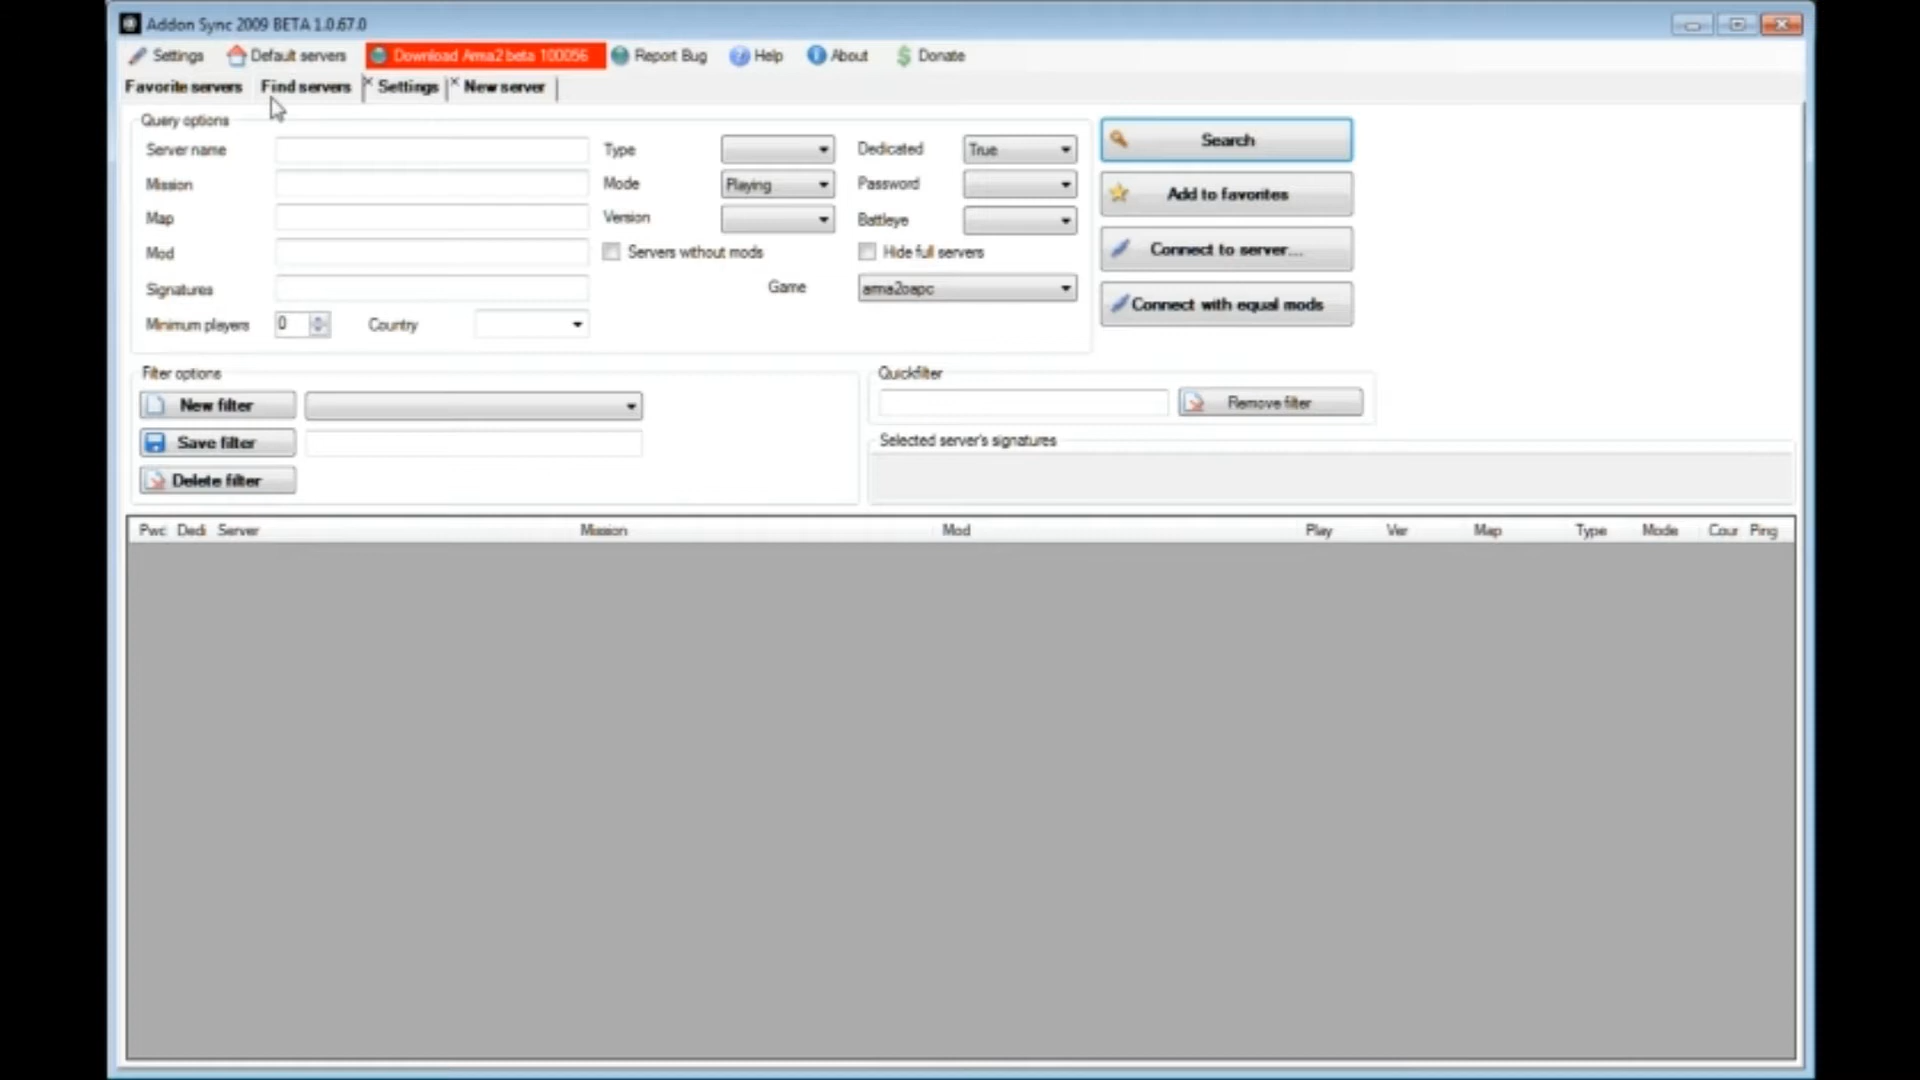 Addon Sync 2009 BETA 1.0.67.0
Settings Default servers Download Arma2 beta 100056 Report Bug Help About Donate
Favorite servers Find servers Settings New server
Query options
Server name Type Dedicated True Search
Mission Mode Playing Password Add to favorites
Map Version Battleye
Mod Servers without mods Hide full servers Connect to server....
Signatures Game arma2oapc
Minimum players 0 Country Connect with equal mods
Filter options Quickfilter
New filter Remove filter
Save filter Selected server's signatures
Delete filter
Pwc Dedi Server Mission Mod Play Ver Map Type Mode Cour Ping